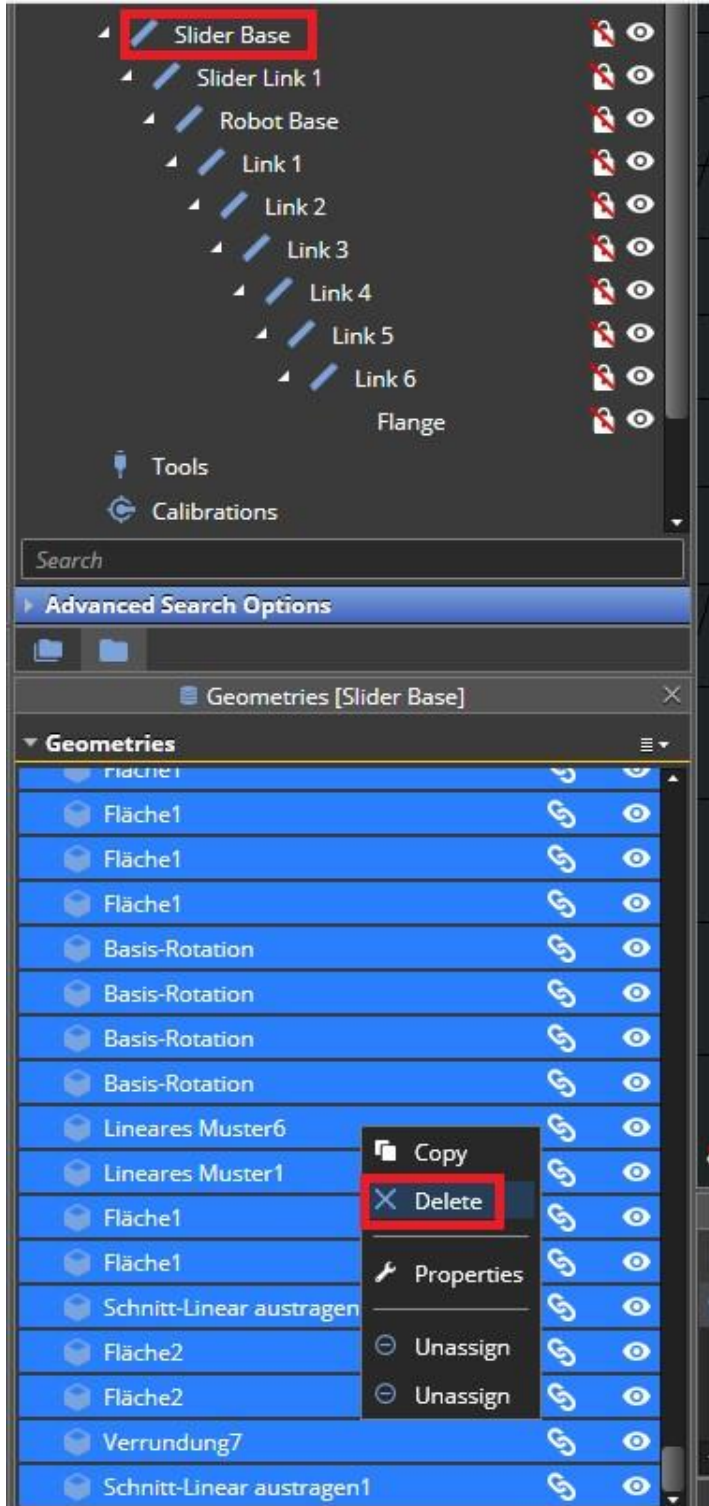 Slider Base
Slider Link 1
Robot Base
Link 1
Link 2
Link 3
Link 4
Link 5
Link 6
Flange
Tools
Calibrations
Search
Advanced Search Options
Geometries [Slider Base]
Geometries
Fläche1
Fläche1
Fläche1
Fläche1
Basis-Rotation
Basis-Rotation
Basis-Rotation
Basis-Rotation
Lineares Muster6
Copy
Lineares Muster1
Delete
Fläche1
Fläche1
Properties
Schnitt-Linear austragen
Fläche2
Unassign
Fläche2
Unassign
Verrundung7
Schnitt-Linear austragen1